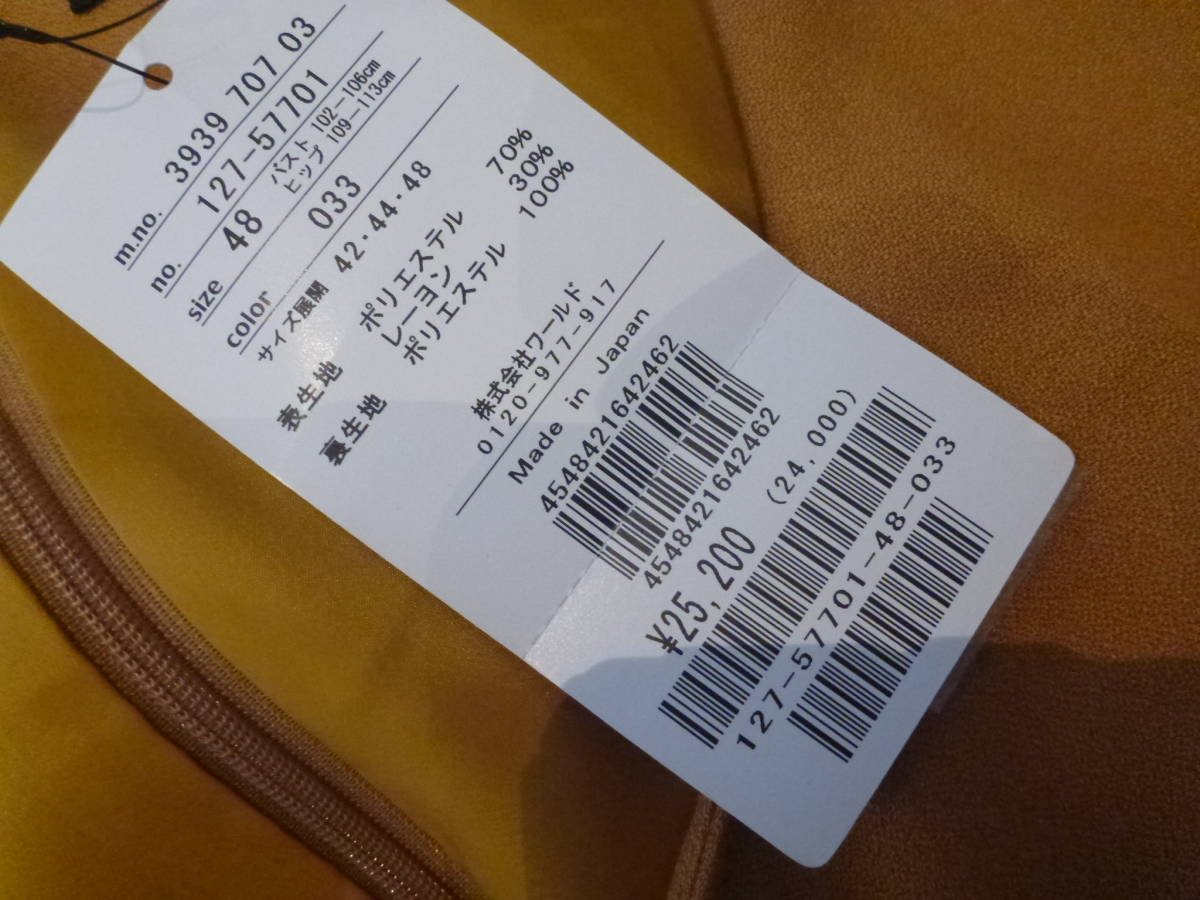 m.no. 3939 707 03
no. 127-57701
size 48 バスト 102-106cm
ヒップ 109-113cm
color 033
サイズ展開 42・44・48
表生地 ポリエステル 70%
レーヨン 30%
裏生地 ポリエステル 100%
株式会社ワールド
0120-977-917
Made in Japan
4548421642462
4548421642462
¥25,200 (24,000)
127-57701-48-033